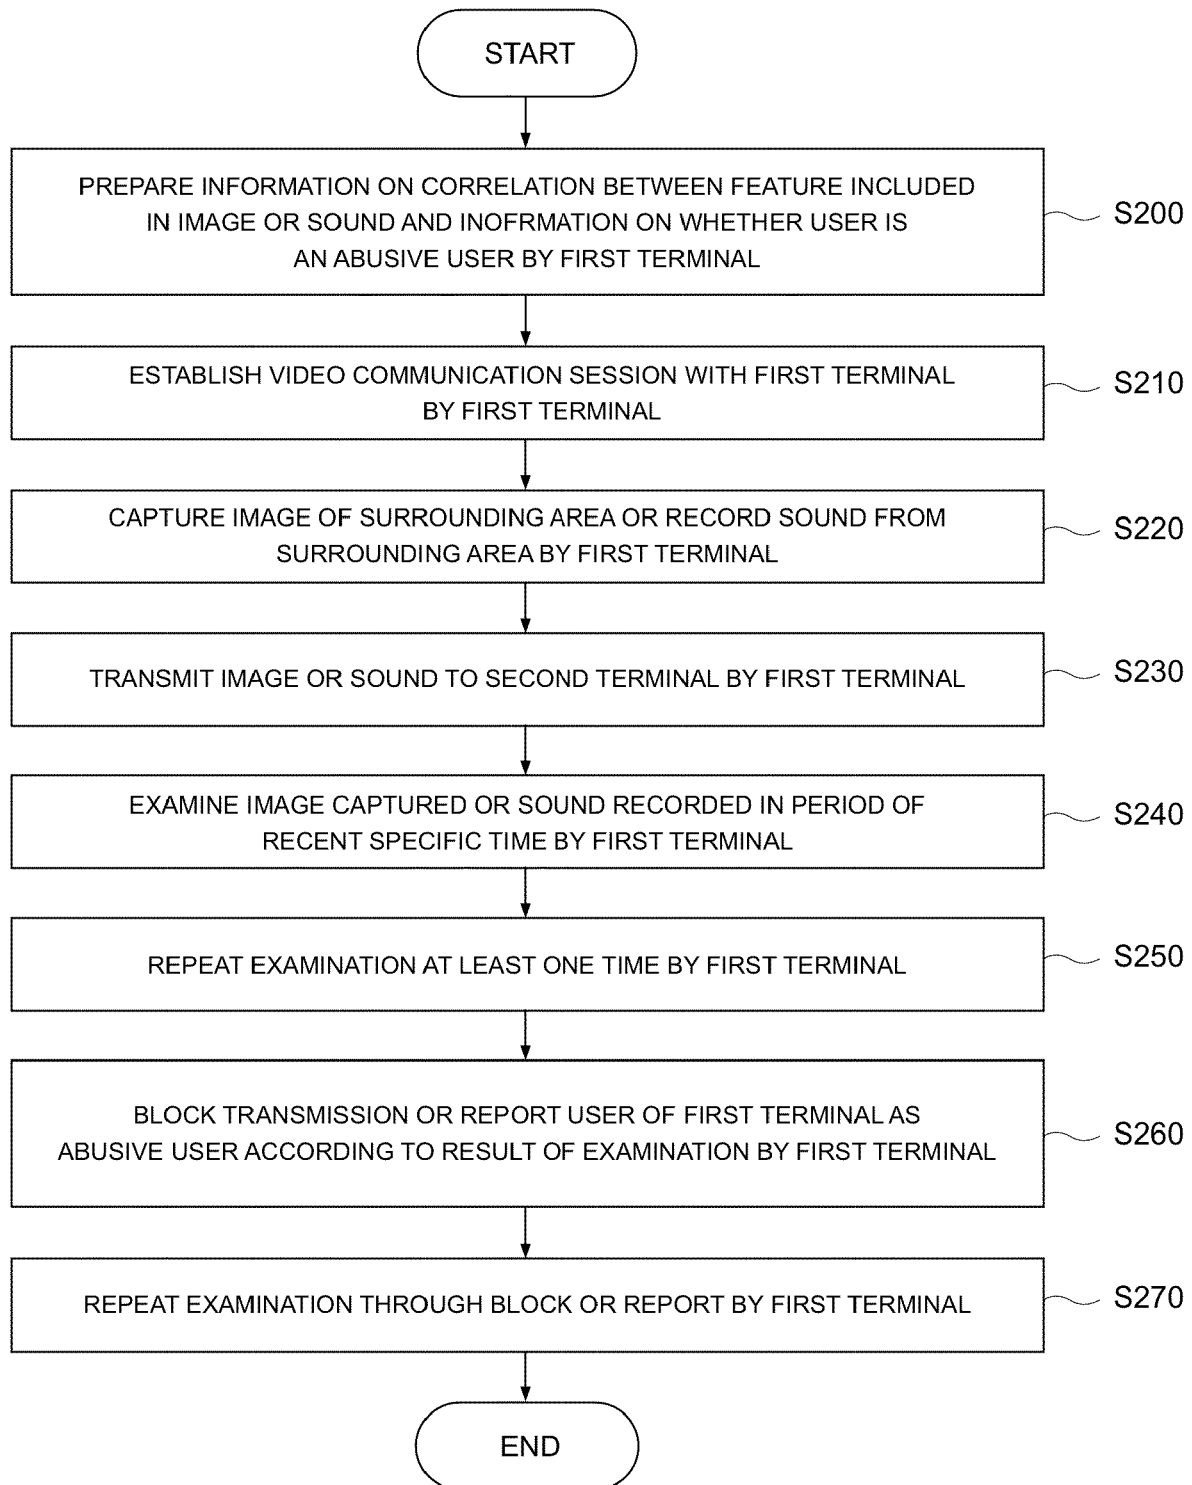 START
PREPARE INFORMATION ON CORRELATION BETWEEN FEATURE INCLUDED
IN IMAGE OR SOUND AND INOFRMATION ON WHETHER USER IS
AN ABUSIVE USER BY FIRST TERMINAL
S200
ESTABLISH VIDEO COMMUNICATION SESSION WITH FIRST TERMINAL
BY FIRST TERMINAL
S210
CAPTURE IMAGE OF SURROUNDING AREA OR RECORD SOUND FROM
SURROUNDING AREA BY FIRST TERMINAL
S220
TRANSMIT IMAGE OR SOUND TO SECOND TERMINAL BY FIRST TERMINAL
S230
EXAMINE IMAGE CAPTURED OR SOUND RECORDED IN PERIOD OF
RECENT SPECIFIC TIME BY FIRST TERMINAL
S240
REPEAT EXAMINATION AT LEAST ONE TIME BY FIRST TERMINAL
S250
BLOCK TRANSMISSION OR REPORT USER OF FIRST TERMINAL AS
ABUSIVE USER ACCORDING TO RESULT OF EXAMINATION BY FIRST TERMINAL
S260
REPEAT EXAMINATION THROUGH BLOCK OR REPORT BY FIRST TERMINAL
S270
END